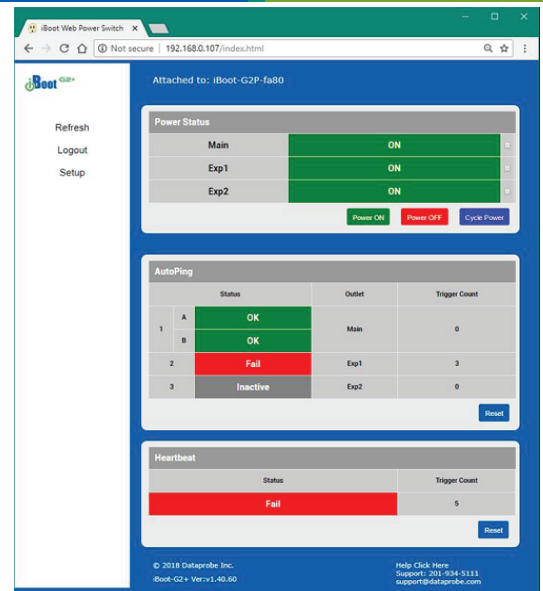 iBoot Web Power Switch
Not secure | 192.168.0.107/index.html
iBoot G2+
Attached to: iBoot-G2P-fa80
Refresh
Logout
Setup
Power Status
Main ON
Exp1 ON
Exp2 ON
Power ON Power OFF Cycle Power
AutoPing
Status Outlet Trigger Count
1 A OK Main 0
B OK
2 Fail Exp1 3
3 Inactive Exp2 0
Reset
Heartbeat
Status Trigger Count
Fail 5
Reset
© 2018 Dataprobe Inc.
iBoot-G2+ Ver:v1.40.60
Help Click Here
Support: 201-934-5111
support@dataprobe.com